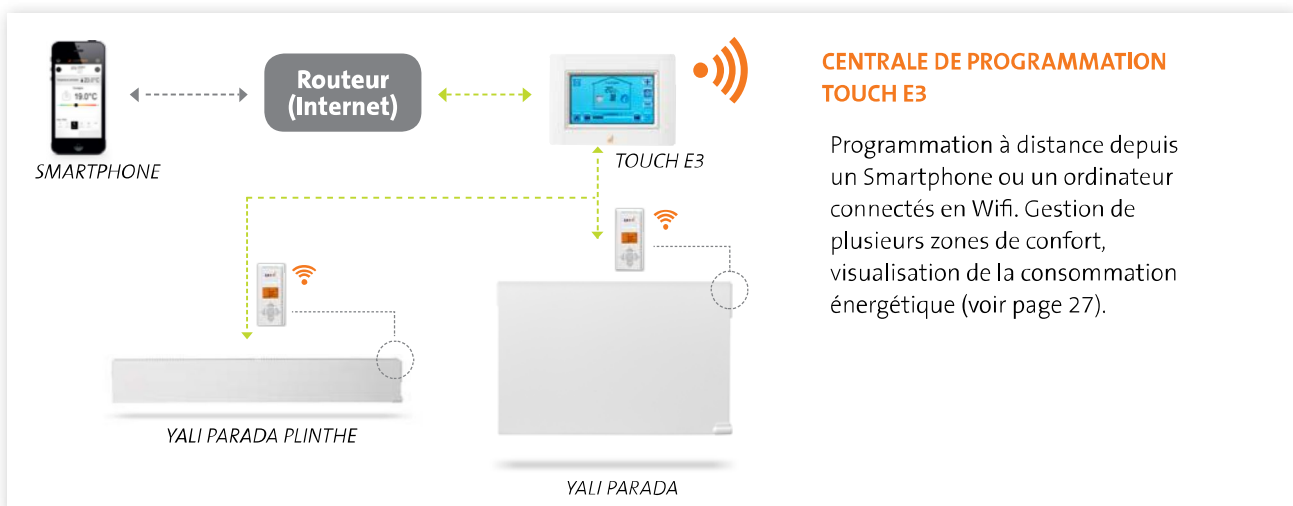 Routeur
(Internet)
SMARTPHONE
TOUCH E3
YALI PARADA PLINTHE
YALI PARADA
CENTRALE DE PROGRAMMATION
TOUCH E3
Programmation à distance depuis
un Smartphone ou un ordinateur
connectés en Wifi. Gestion de
plusieurs zones de confort,
visualisation de la consommation
énergétique (voir page 27).
19.0°C